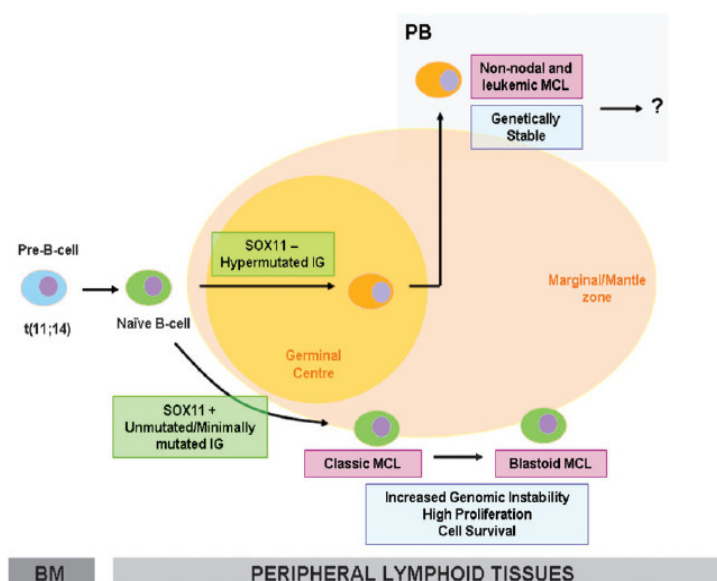 PB
Non-nodal and
leukemic MCL
Genetically
Stable
?
SOX11 –
Hypermutated IG
Pre-B-cell
t(11;14)
Naïve B-cell
Marginal/Mantle
zone
Germinal
Centre
SOX11 +
Unmutated/Minimally
mutated IG
Classic MCL
Blastoid MCL
Increased Genomic Instability
High Proliferation
Cell Survival
BM
PERIPHERAL LYMPHOID TISSUES